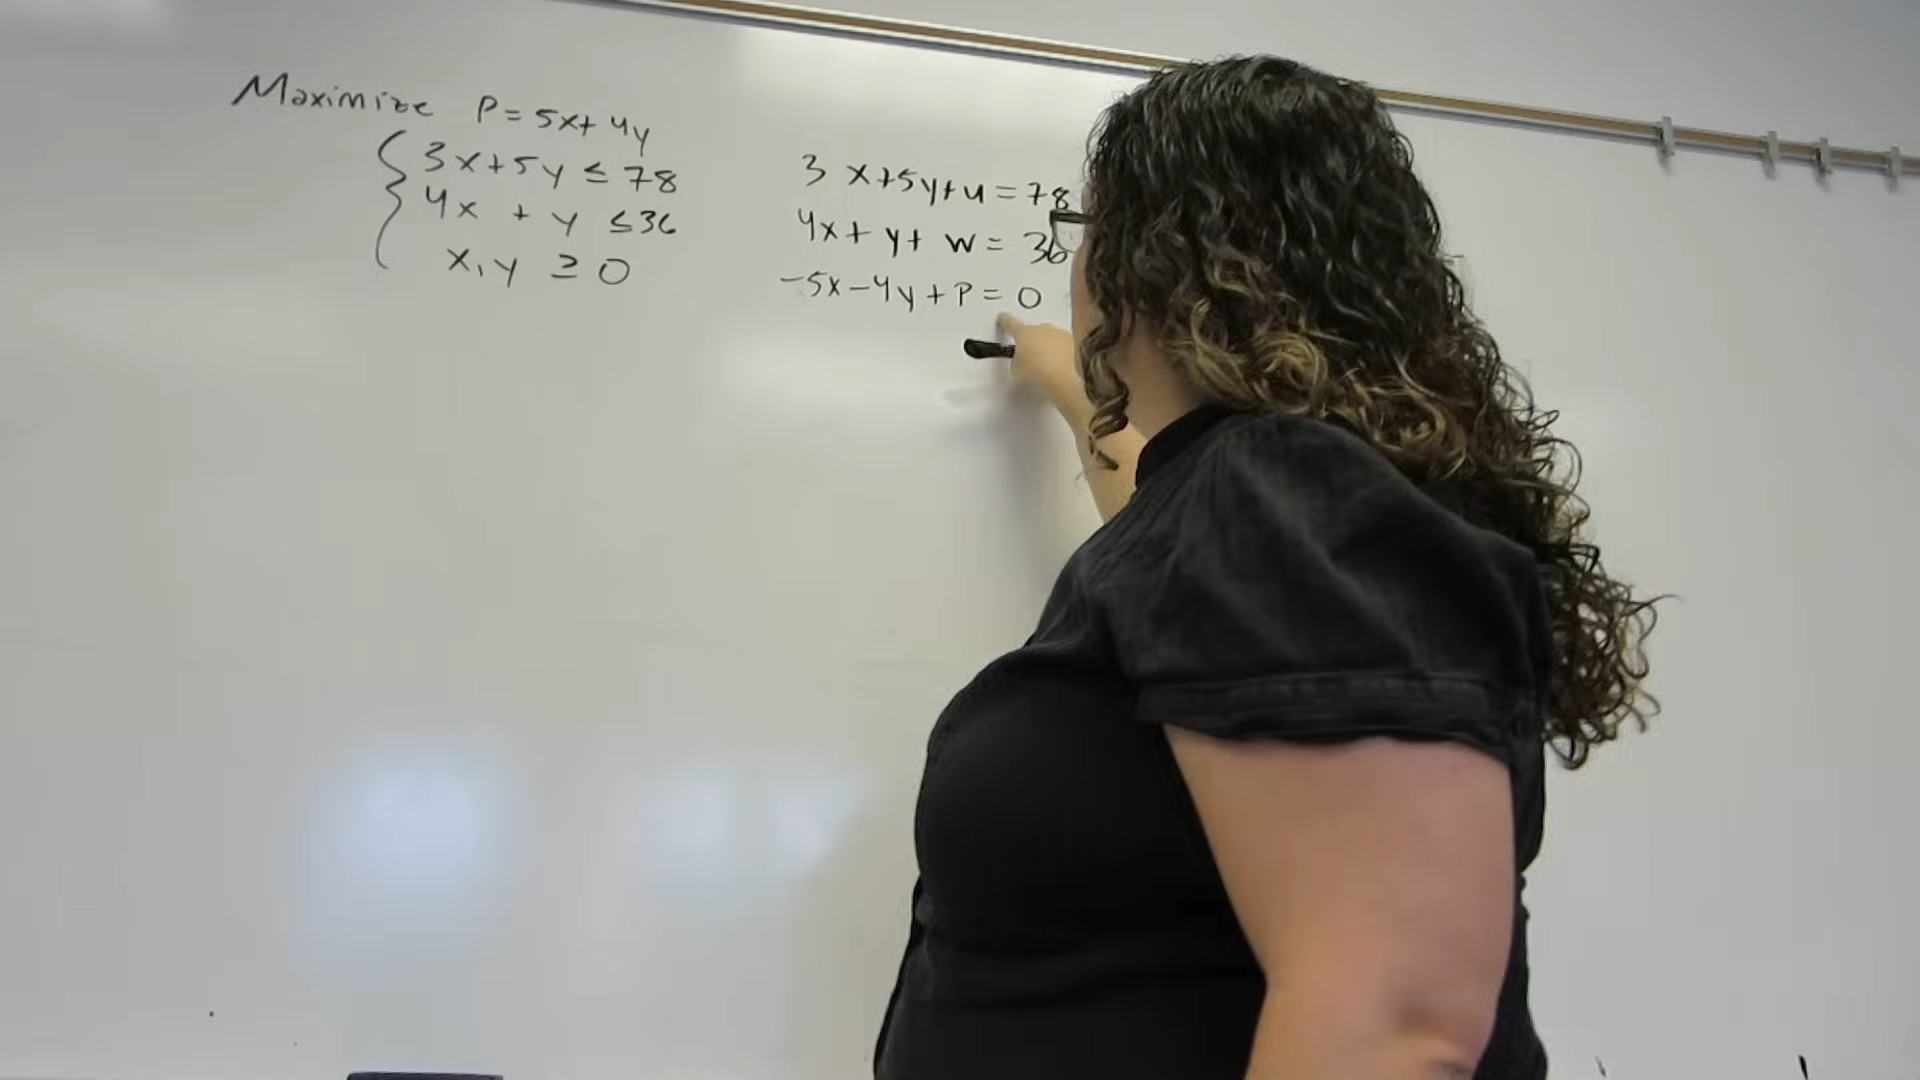 Maximize P = 5x + 4y
3x + 5y ≤ 78
4x + y ≤ 36
x, y ≥ 0
3x + 5y + u = 78
4x + y + w = 36
-5x - 4y + P = 0